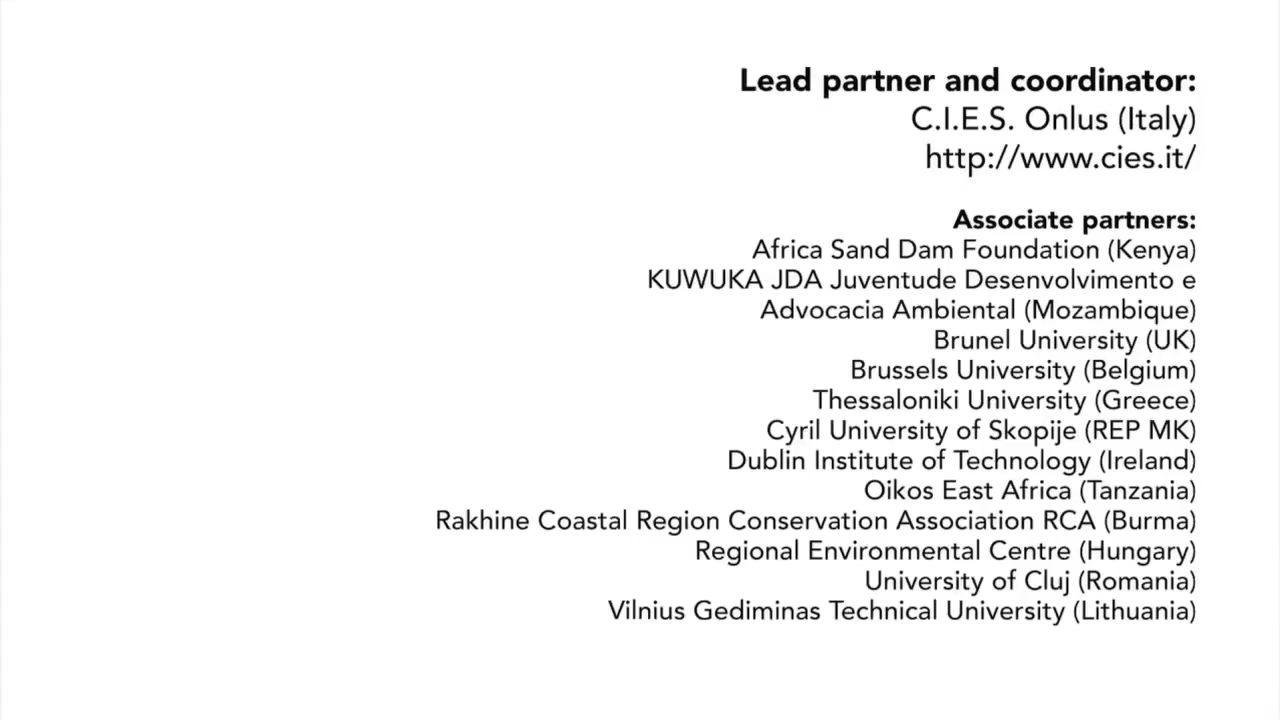 Lead partner and coordinator:
C.I.E.S. Onlus (Italy)
http://www.cies.it/
Associate partners:
Africa Sand Dam Foundation (Kenya)
KUWUKA JDA Juventude Desenvolvimento e
Advocacia Ambiental (Mozambique)
Brunel University (UK)
Brussels University (Belgium)
Thessaloniki University (Greece)
Cyril University of Skopije (REP MK)
Dublin Institute of Technology (Ireland)
Oikos East Africa (Tanzania)
Rakhine Coastal Region Conservation Association RCA (Burma)
Regional Environmental Centre (Hungary)
University of Cluj (Romania)
Vilnius Gediminas Technical University (Lithuania)